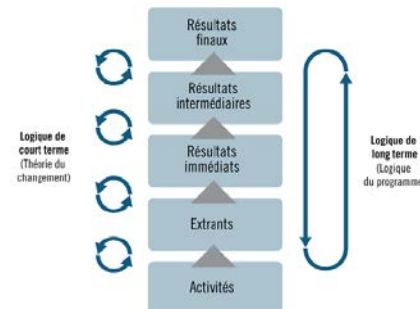 Résultats
finaux
Résultats
intermédiaires
Résultats
immédiats
Extrants
Activités
Logique de
court terme
(Théorie du
changement)
Logique de
long terme
(Logique
du programme